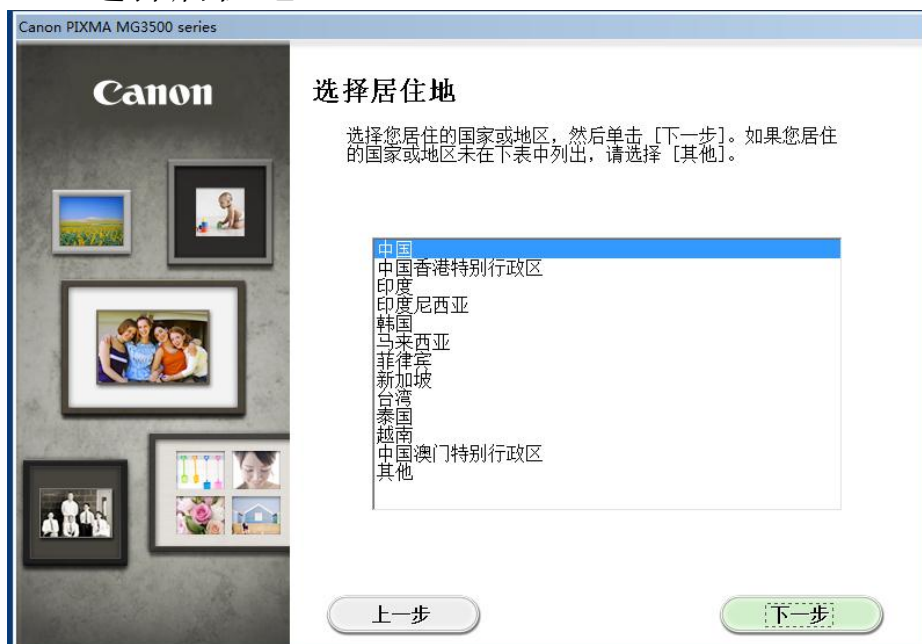 Canon PIXMA MG3500 series
Canon
选择居住地
选择您居住的国家或地区，然后单击 [下一步]。如果您居住
的国家或地区未在下表中列出，请选择 [其他]。
中国
中国香港特别行政区
印度
印度尼西亚
韩国
马来西亚
菲律宾
新加坡
台湾
泰国
越南
中国澳门特别行政区
其他
上一步
下一步